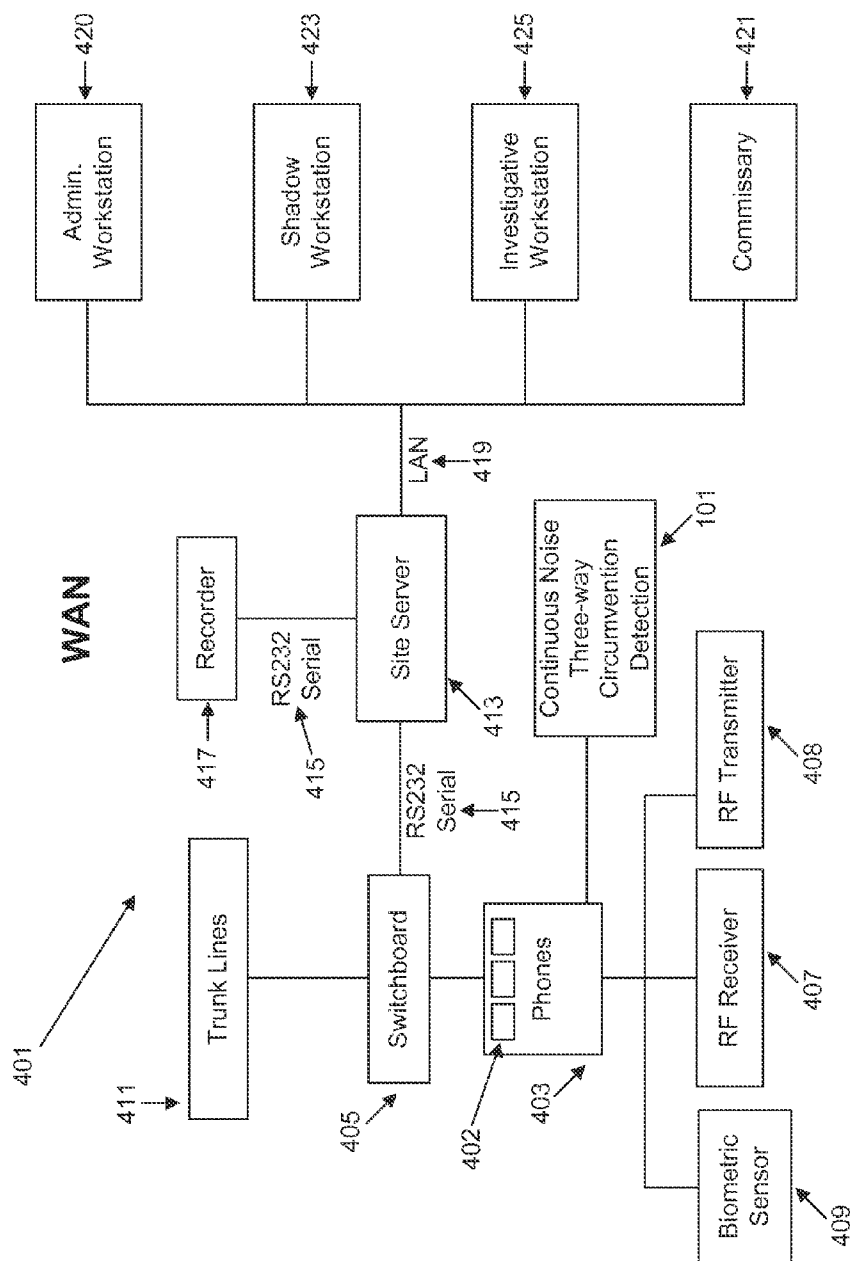 WAN
401
411
Trunk Lines
417
Recorder
RS232
Serial
415
Switchboard
405
RS232
Serial
415
Site Server
413
LAN
419
Admin.
Workstation
420
Shadow
Workstation
423
Investigative
Workstation
425
Commissary
421
402
Phones
403
Continuous Noise
Three-way
Circumvention
Detection
101
Biometric
Sensor
409
RF Receiver
407
RF Transmitter
408